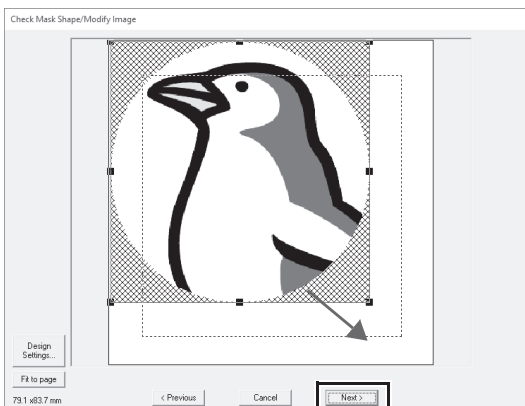 Check Mask Shape/Modify Image
Design
Settings...
Fit to page
79.1 x83.7 mm
< Previous
Cancel
Next >